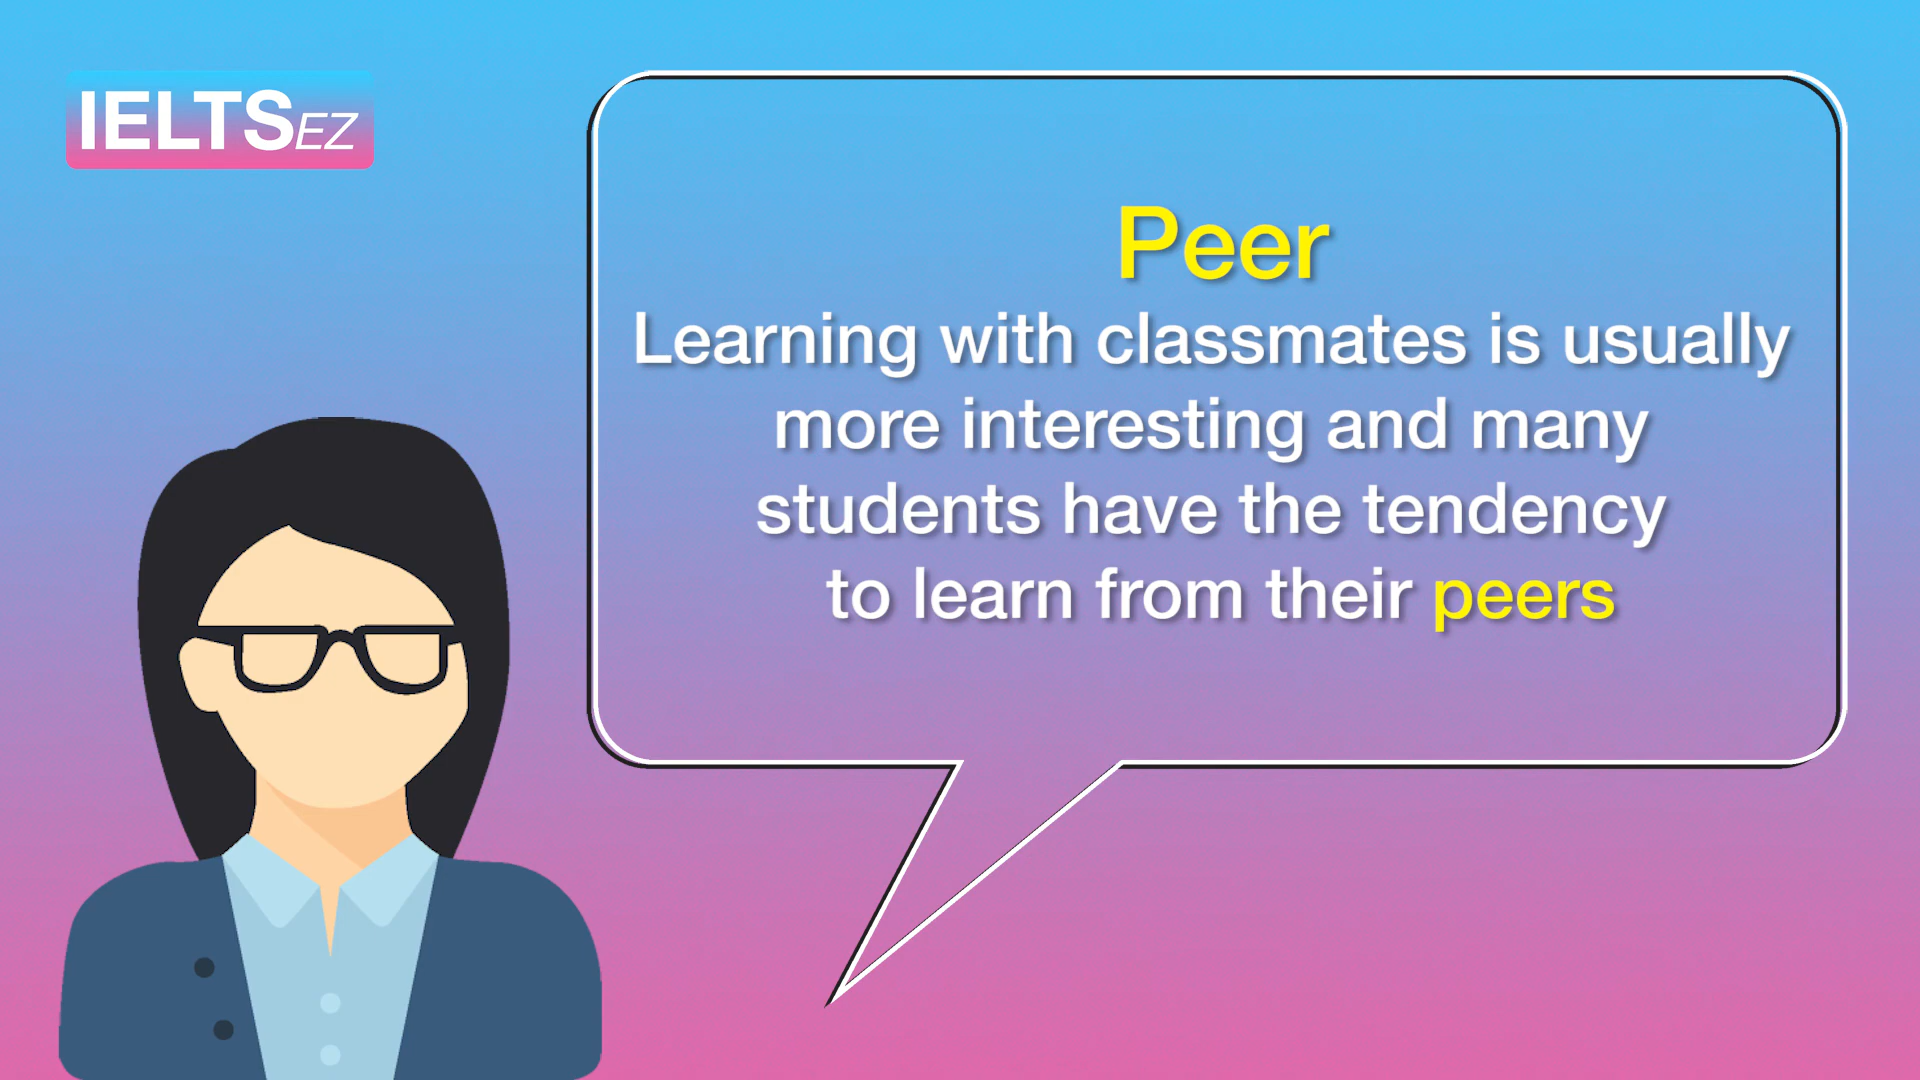 IELTSEZ
Peer
Learning with classmates is usually
more interesting and many
students have the tendency
to learn from their peers